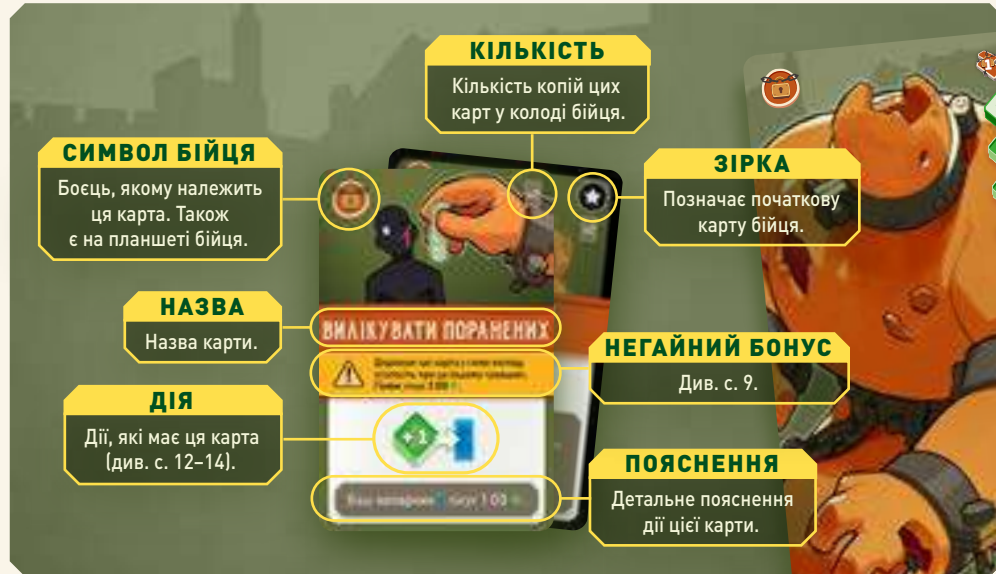 КІЛЬКІСТЬ
Кількість копій цих
карт у колоді бійця.
СИМВОЛ БІЙЦЯ
Боєць, якому належить
ця карта. Також
є на планшеті бійця.
ЗІРКА
Позначає початкову
карту бійця.
НАЗВА
Назва карти.
ВИЛІКУВАТИ ПОРАНЕНИХ
НЕГАЙНИЙ БОНУС
Див. с. 9.
ДІЯ
Дії, які має ця карта
(див. с. 12–14).
+1
ПОЯСНЕННЯ
Детальне пояснення
дії цієї карти.